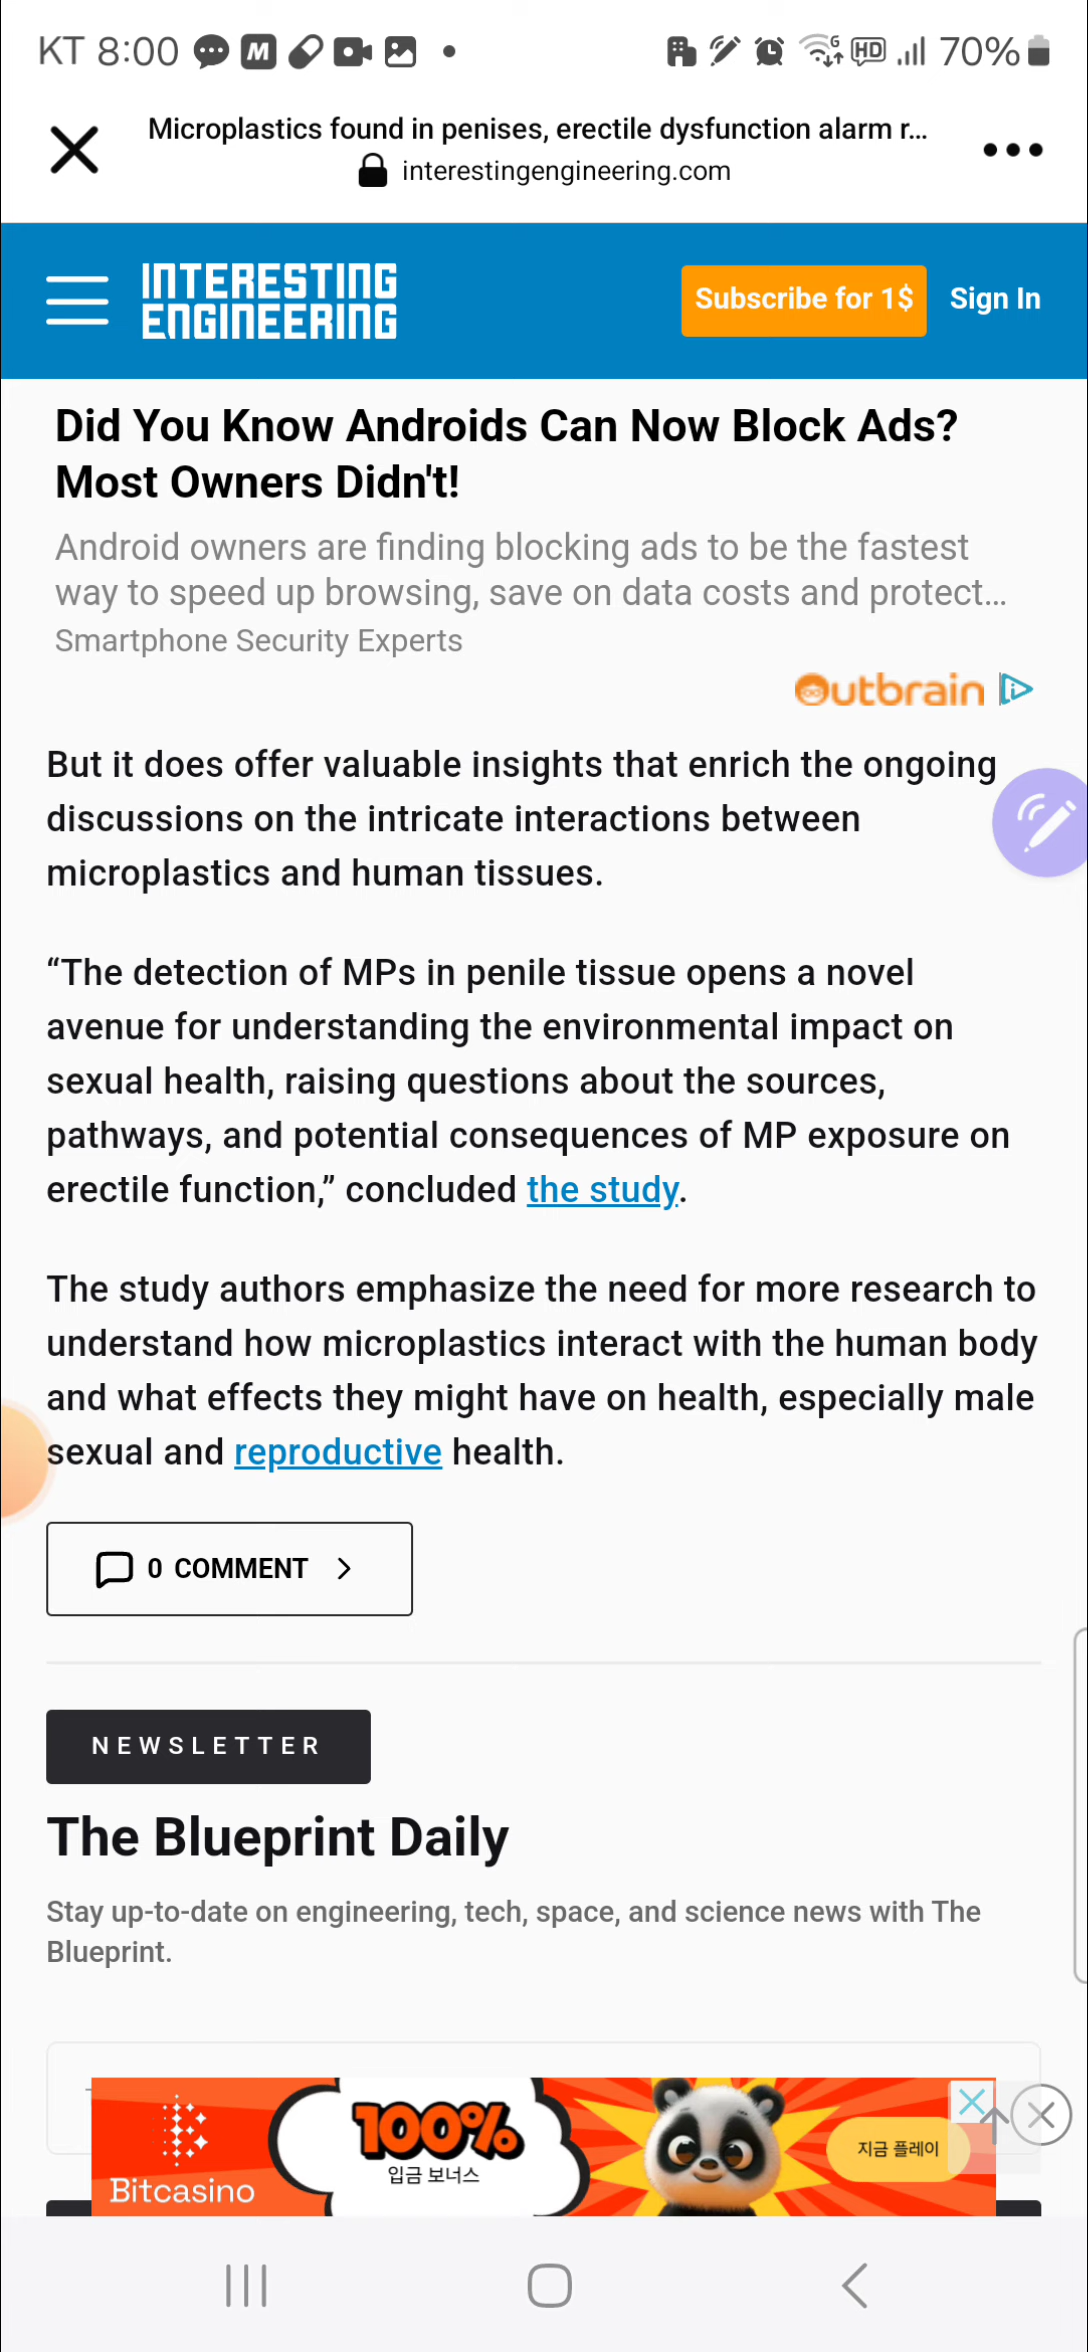 KT 8:00
HD
70%
Microplastics found in penises, erectile dysfunction alarm r...
interestingengineering.com
INTERESTING
ENGINEERING
Subscribe for 1$
Sign In
Did You Know Androids Can Now Block Ads?
Most Owners Didn't!
Android owners are finding blocking ads to be the fastest
way to speed up browsing, save on data costs and protect...
Smartphone Security Experts
Outbrain
But it does offer valuable insights that enrich the ongoing
discussions on the intricate interactions between
microplastics and human tissues.
“The detection of MPs in penile tissue opens a novel
avenue for understanding the environmental impact on
sexual health, raising questions about the sources,
pathways, and potential consequences of MP exposure on
erectile function,” concluded the study.
The study authors emphasize the need for more research to
understand how microplastics interact with the human body
and what effects they might have on health, especially male
sexual and reproductive health.
0 COMMENT
NEWSLETTER
The Blueprint Daily
Stay up-to-date on engineering, tech, space, and science news with The
Blueprint.
100%
입금 보너스
지금 플레이
Bitcasino